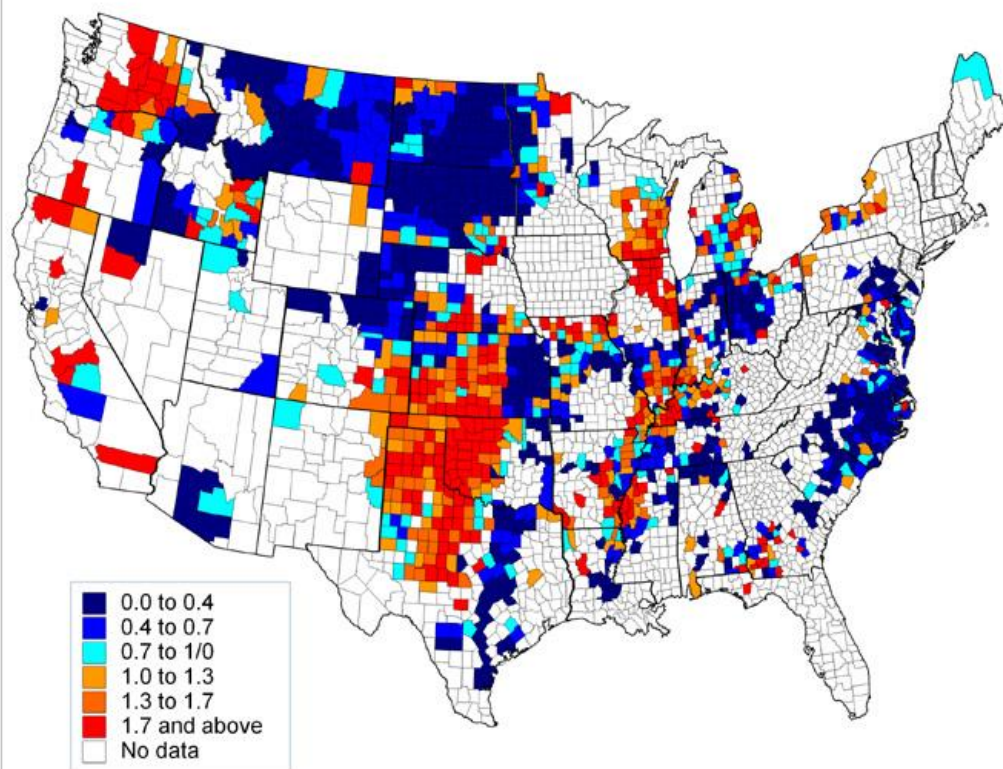 0.0 to 0.4
0.4 to 0.7
0.7 to 1/0
1.0 to 1.3
1.3 to 1.7
1.7 and above
No data